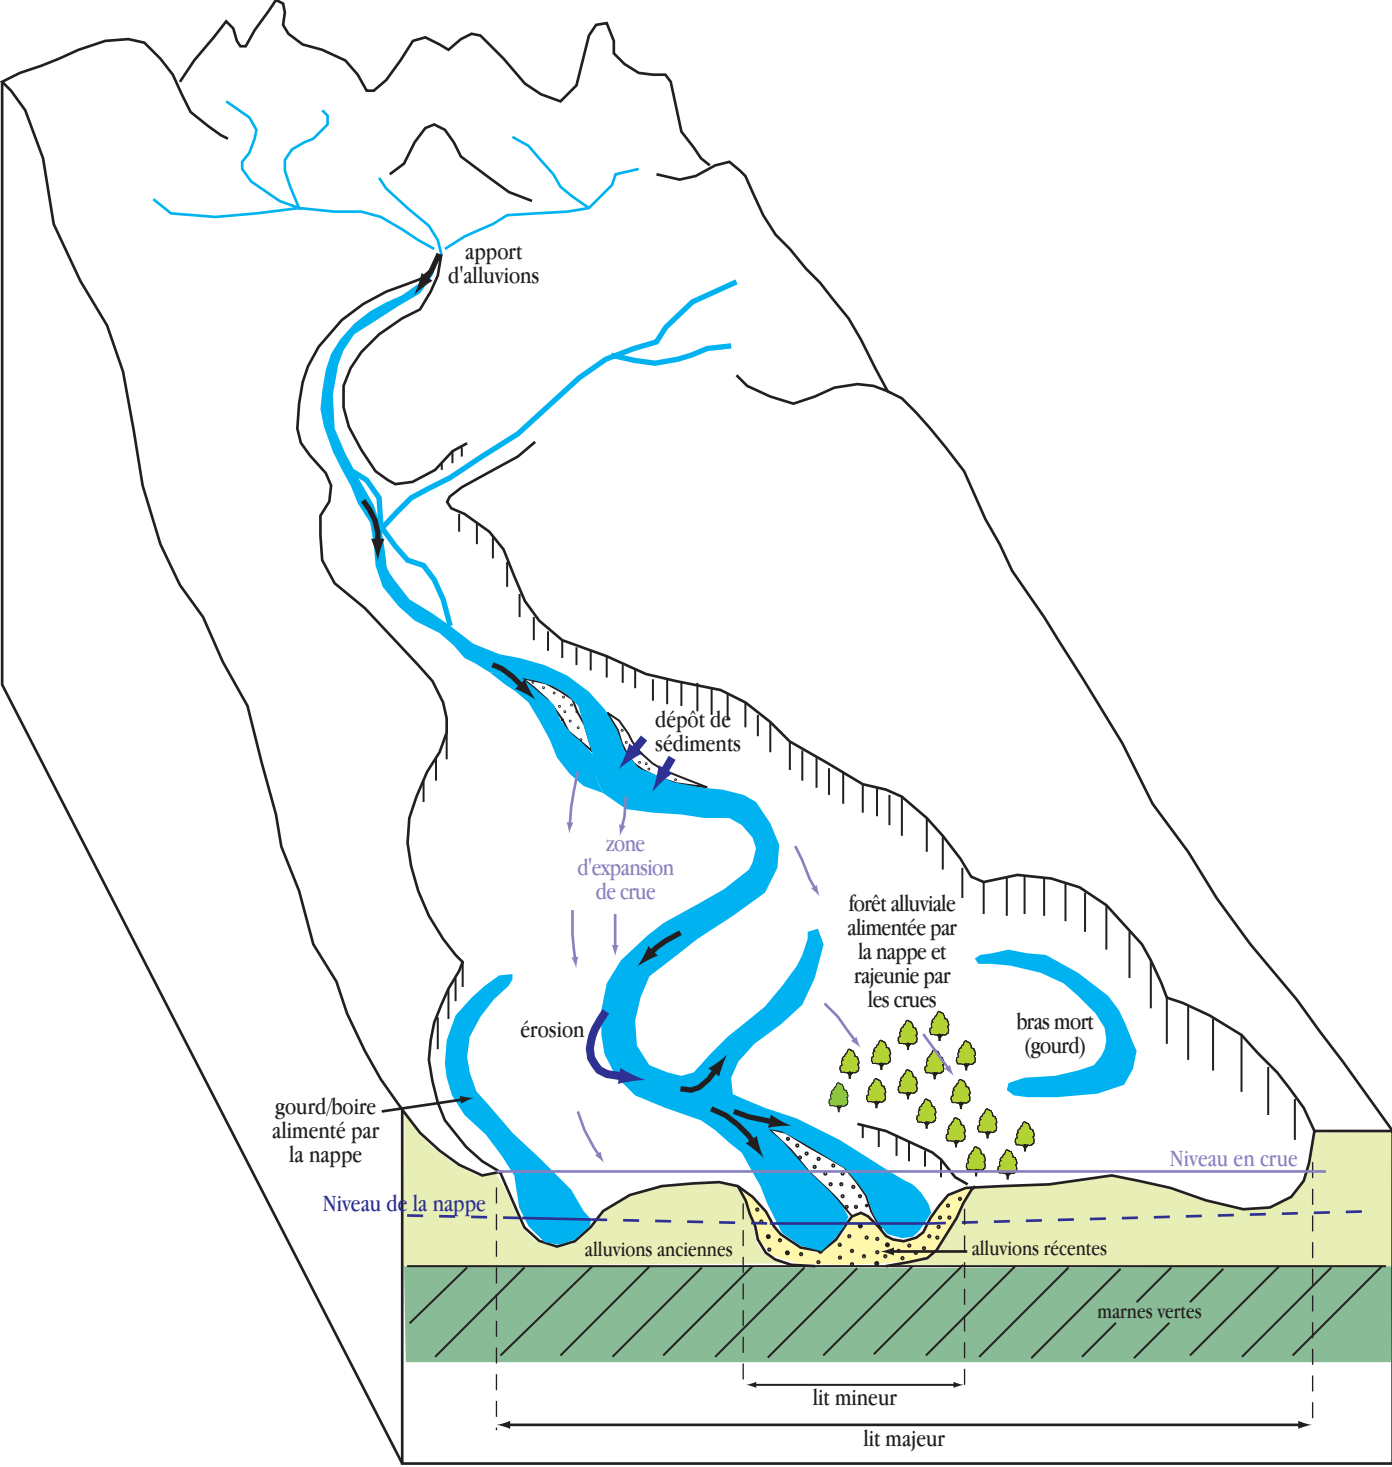 apport
d'alluvions
dépôt de
sédiments
zone
d'expansion
de crue
forêt alluviale
alimentée par
la nappe et
rajeunie par
les crues
bras mort
(gourd)
érosion
gourd/boire
alimenté par
la nappe
Niveau en crue
Niveau de la nappe
alluvions anciennes
alluvions récentes
marnes vertes
lit mineur
lit majeur